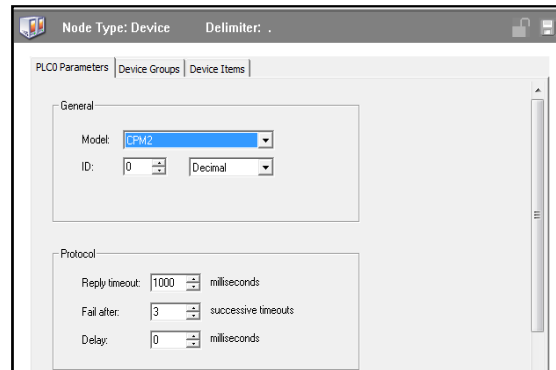 Node Type: Device Delimiter: .
PLC0 Parameters Device Groups Device Items
General
Model: CPM2
ID: 0 Decimal
Protocol
Reply timeout: 1000 milliseconds
Fail after: 3 successive timeouts
Delay: 0 milliseconds